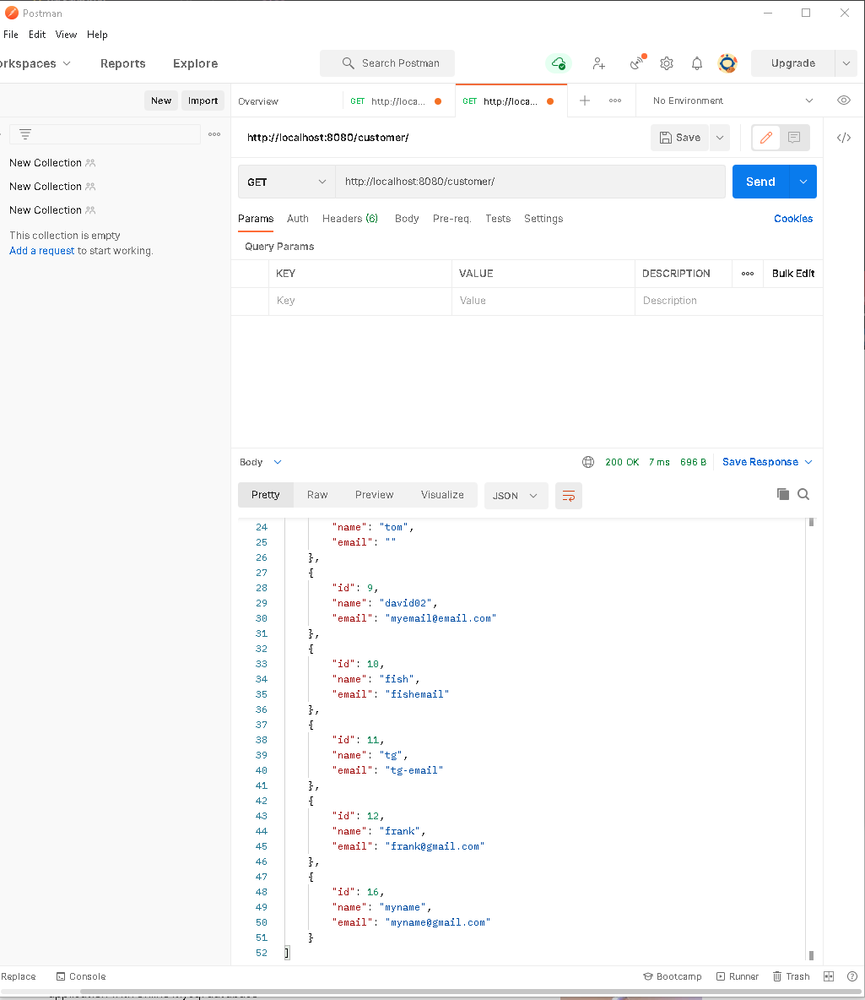 Postman
File Edit View Help
orkspaces Reports Explore Search Postman Upgrade
New Import Overview GET http://loca... GET http://loca... No Environment
http://localhost:8080/customer/ Save
New Collection
New Collection
New Collection
This collection is empty
Add a request to start working.
GET http://localhost:8080/customer/ Send
Params Auth Headers (6) Body Pre-req. Tests Settings Cookies
Query Params
KEY VALUE DESCRIPTION Bulk Edit
Key Value Description
Body 200 OK 7 ms 696 B Save Response
Pretty Raw Preview Visualize JSON
24 "name": "tom",
25 "email": ""
26 },
27 {
28 "id": 9,
29 "name": "david02",
30 "email": "myemail@email.com"
31 },
32 {
33 "id": 10,
34 "name": "fish",
35 "email": "fishemail"
36 },
37 {
38 "id": 11,
39 "name": "tg",
40 "email": "tg-email"
41 },
42 {
43 "id": 12,
44 "name": "frank",
45 "email": "frank@gmail.com"
46 },
47 {
48 "id": 16,
49 "name": "myname",
50 "email": "myname@gmail.com"
51 }
52 ]
Replace Console Bootcamp Runner Trash